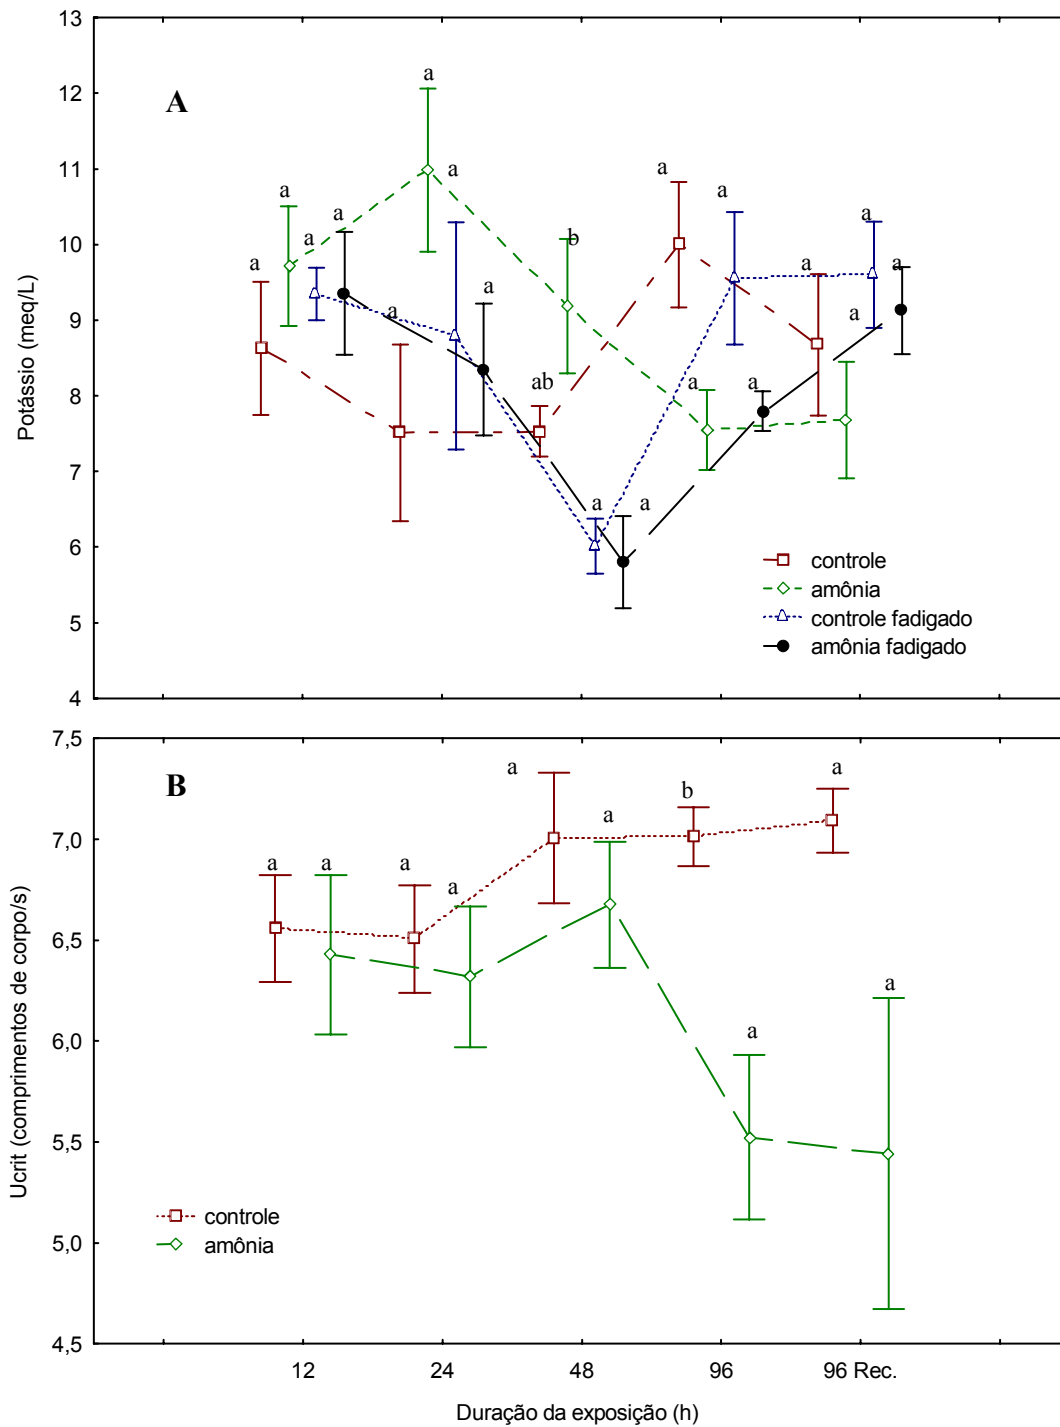 13
12
11
10
9
8
7
6
5
4
Potássio (meq/L)
A
a
a
a
a
a
a
a
a
a
b
ab
a
a
a
a
a
a
a
a
a
a
a
controle
amônia
controle fadigado
amônia fadigado
7,5
7,0
6,5
6,0
5,5
5,0
4,5
Ucrit (comprimentos de corpo/s)
B
a
a
a
a
a
a
b
a
a
a
controle
amônia
12 24 48 96 96 Rec.
Duração da exposição (h)